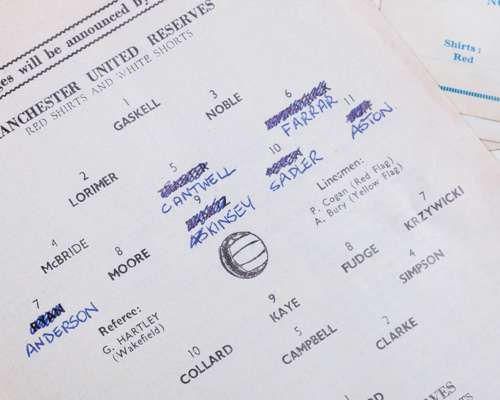 ges will be announced by
MANCHESTER UNITED RESERVES
RED SHIRTS AND WHITE SHORTS
1
GASKELL
3
NOBLE
6
FARRAR
11
ASTON
2
LORIMER
5
CANTWELL
10
SADLER
9
KINSEY
Linesmen:
P. Cogan (Red Flag)
A. Bury (Yellow Flag)
4
McBRIDE
8
MOORE
7
KRZYWICKI
8
FUDGE
4
SIMPSON
7
ANDERSON
Referee:
G. HARTLEY
(Wakefield)
9
KAYE
10
COLLARD
5
CAMPBELL
2
CLARKE
Shirts:
Red